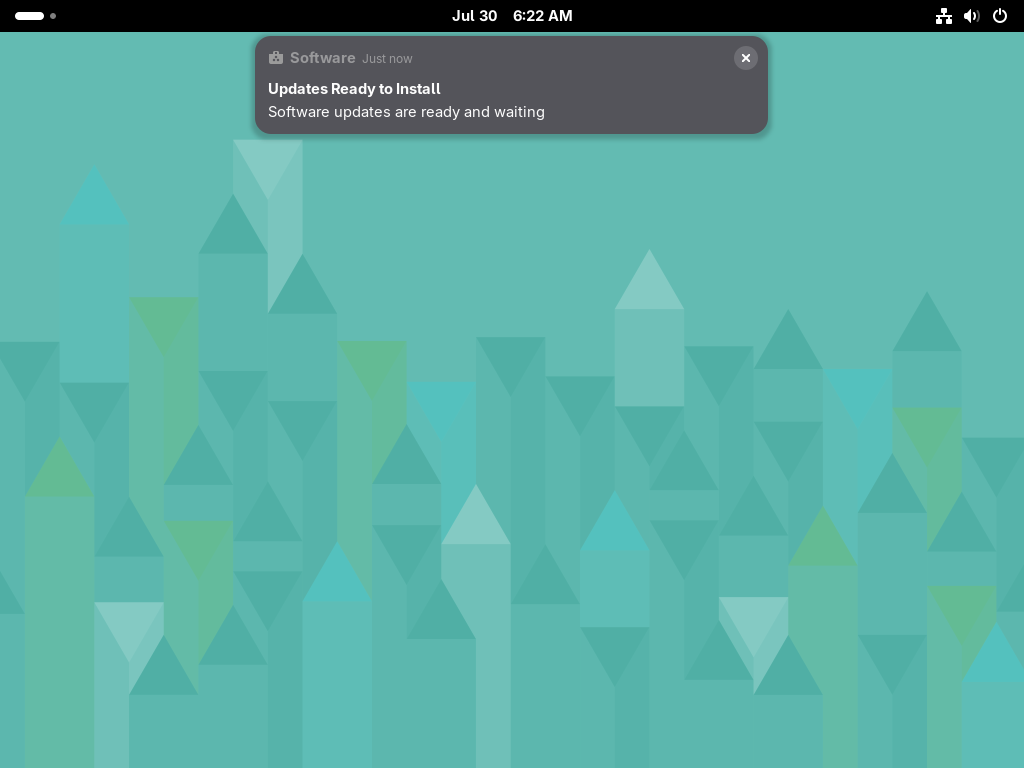 Jul 30 6:22 AM
Software Just now
Updates Ready to Install
Software updates are ready and waiting